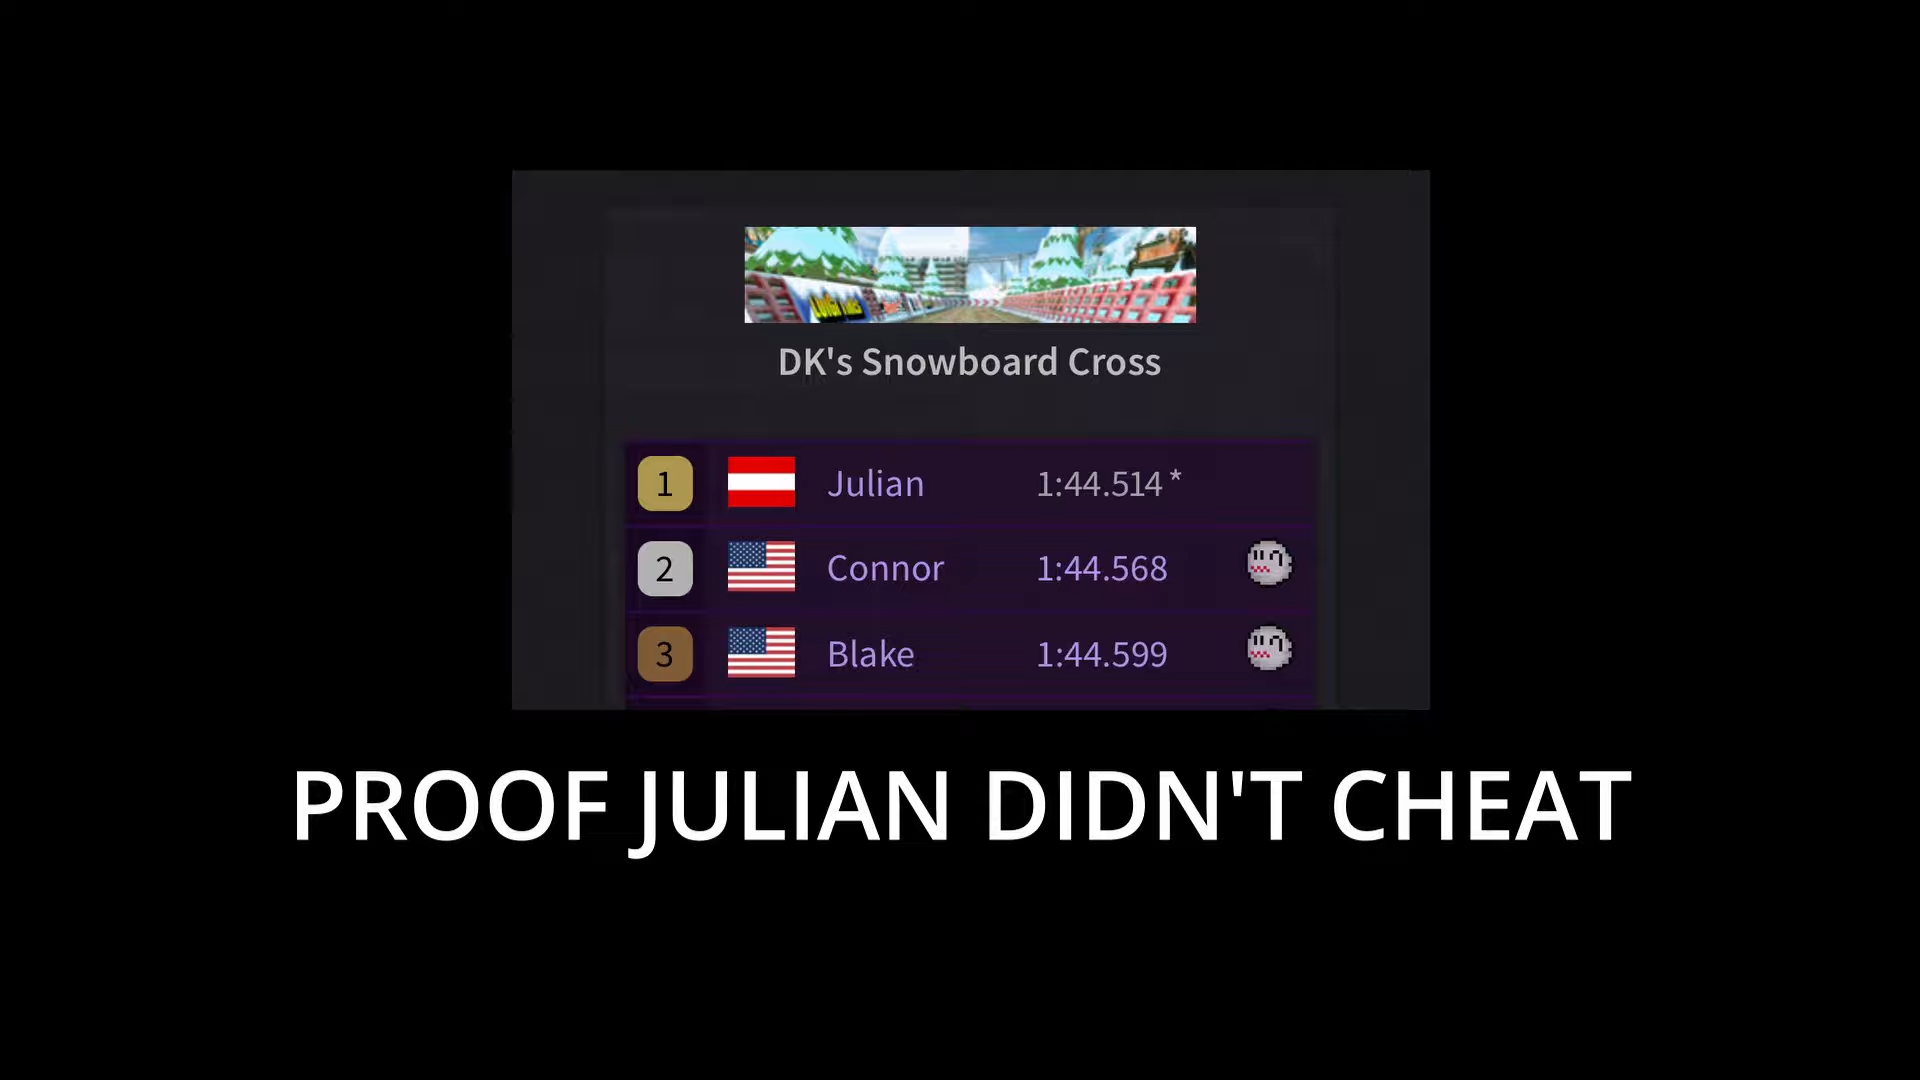 DK's Snowboard Cross
1 Julian 1:44.514*
2 Connor 1:44.568
3 Blake 1:44.599
PROOF JULIAN DIDN'T CHEAT